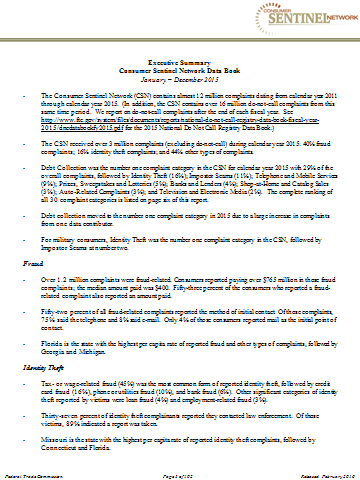 CONSUMER
SENTINEL NETWORK
Executive Summary
Consumer Sentinel Network Data Book
January – December 2015
- The Consumer Sentinel Network (CSN) contains almost 12 million complaints dating from calendar year 2011
through calendar year 2015. (In addition, the CSN contains over 16 million do-not-call complaints from this
same time period. We report on do-not-call complaints after the end of each fiscal year. See
http://www.ftc.gov/system/files/documents/reports/national-do-not-call-registry-data-book-fiscal-year-
2015/dncdatabookfy2015.pdf for the 2015 National Do Not Call Registry Data Book.)
- The CSN received over 3 million complaints (excluding do-not-call) during calendar year 2015: 40% fraud
complaints; 16% identity theft complaints; and 44% other types of complaints.
- Debt Collection was the number one complaint category in the CSN for calendar year 2015 with 29% of the
overall complaints, followed by Identity Theft (16%); Impostor Scams (11%); Telephone and Mobile Services
(9%); Prizes, Sweepstakes and Lotteries (5%); Banks and Lenders (4%); Shop-at-Home and Catalog Sales
(3%); Auto-Related Complaints (3%); and Television and Electronic Media (2%). The complete ranking of
all 30 complaint categories is listed on page six of this report.
- Debt collection moved to the number one complaint category in 2015 due to a large increase in complaints
from one data contributor.
- For military consumers, Identity Theft was the number one complaint category in the CSN, followed by
Impostor Scams at number two.
Fraud
- Over 1.2 million complaints were fraud-related. Consumers reported paying over $765 million in those fraud
complaints; the median amount paid was $400. Fifty-three percent of the consumers who reported a fraud-
related complaint also reported an amount paid.
- Fifty-two percent of all fraud-related complaints reported the method of initial contact. Of those complaints,
75% said the telephone and 8% said e-mail. Only 4% of those consumers reported mail as the initial point of
contact.
- Florida is the state with the highest per capita rate of reported fraud and other types of complaints, followed by
Georgia and Michigan.
Identity Theft
- Tax- or wage-related fraud (45%) was the most common form of reported identity theft, followed by credit
card fraud (16%), phone or utilities fraud (10%), and bank fraud (6%). Other significant categories of identity
theft reported by victims were loan fraud (4%) and employment-related fraud (3%).
- Thirty-seven percent of identity theft complainants reported they contacted law enforcement. Of those
victims, 89% indicated a report was taken.
- Missouri is the state with the highest per capita rate of reported identity theft complaints, followed by
Connecticut and Florida.
Federal Trade Commission Page of 102 Released February 2016